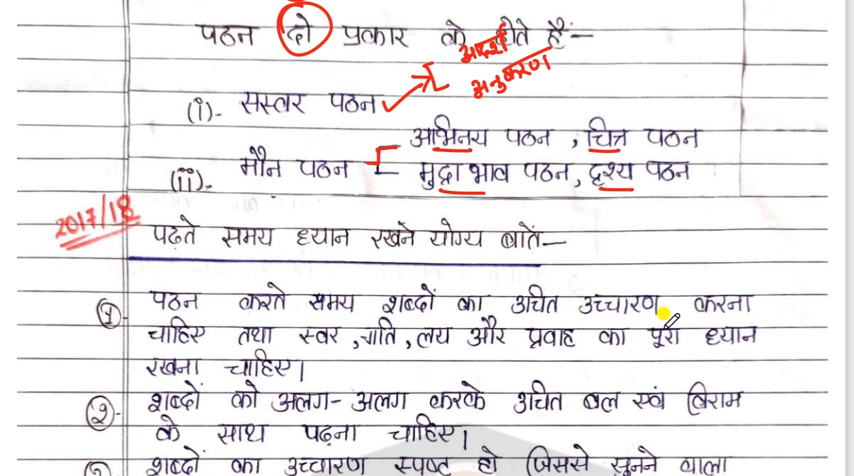 पठन दो प्रकार के होते हैं:-
आदर्श
अनुकरण
(i)- सस्वर पठन
अभिनय पठन, चित्र पठन
(ii)- मौन पठन
मुद्राभाव पठन, दृश्य पठन
2017/18
पढ़ते समय ध्यान रखने योग्य बातें—
① पठन करते समय शब्दों का उचित उच्चारण करना
चाहिए तथा स्वर, गति, लय और प्रवाह का पूरा ध्यान
रखना चाहिए।
②- शब्दों को अलग-अलग करके उचित बल एवं विराम
के साथ पढ़ना चाहिए।
शब्दों का उच्चारण स्पष्ट हो जिससे सुनने वाला